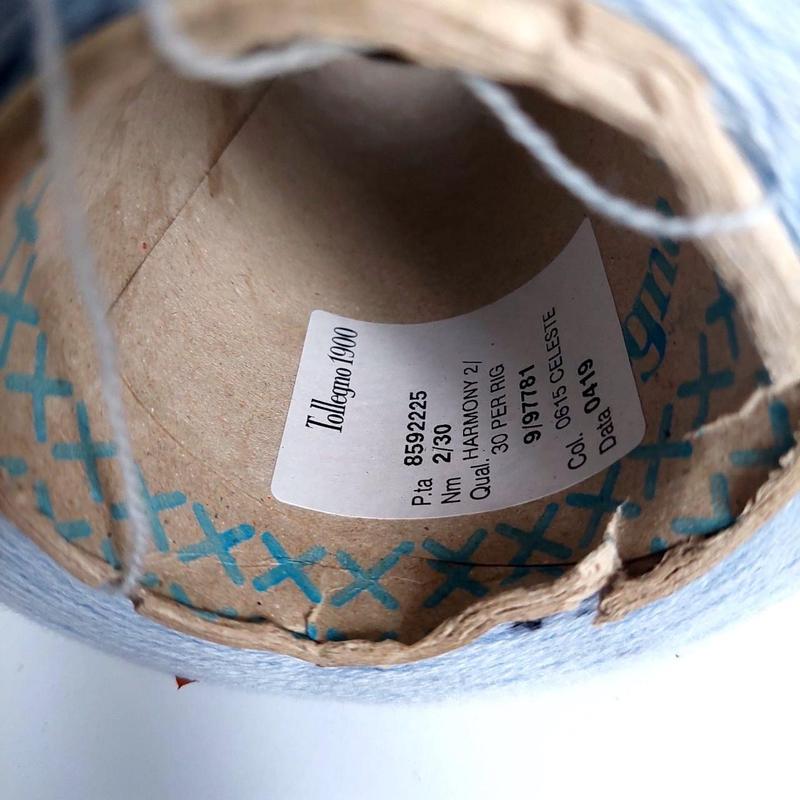 Tollegno 1900
P.ta 8592225
Nm 2/30
Qual. HARMONY 2/
30 PER RIG
9/97781
Col. 0615 CELESTE
Data 0419
gno